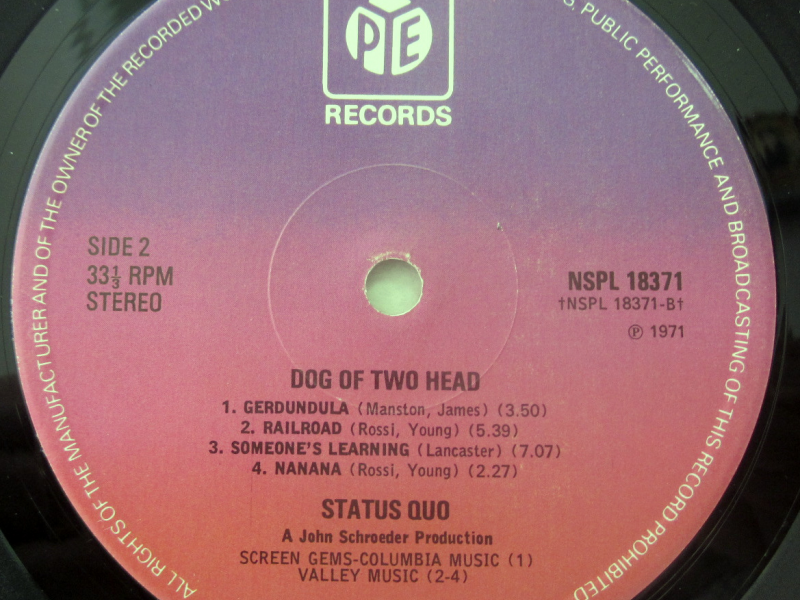 PYE
RECORDS
ALL RIGHTS OF THE MANUFACTURER AND OF THE OWNER OF THE RECORDED
PUBLIC PERFORMANCE AND BROADCASTING OF THIS RECORD PROHIBITED
SIDE 2
33⅓ RPM
STEREO
NSPL 18371
†NSPL 18371-B†
℗ 1971
DOG OF TWO HEAD
1. GERDUNDULA (Manston, James) (3.50)
2. RAILROAD (Rossi, Young) (5.39)
3. SOMEONE'S LEARNING (Lancaster) (7.07)
4. NANANA (Rossi, Young) (2.27)
STATUS QUO
A John Schroeder Production
SCREEN GEMS-COLUMBIA MUSIC (1)
VALLEY MUSIC (2-4)